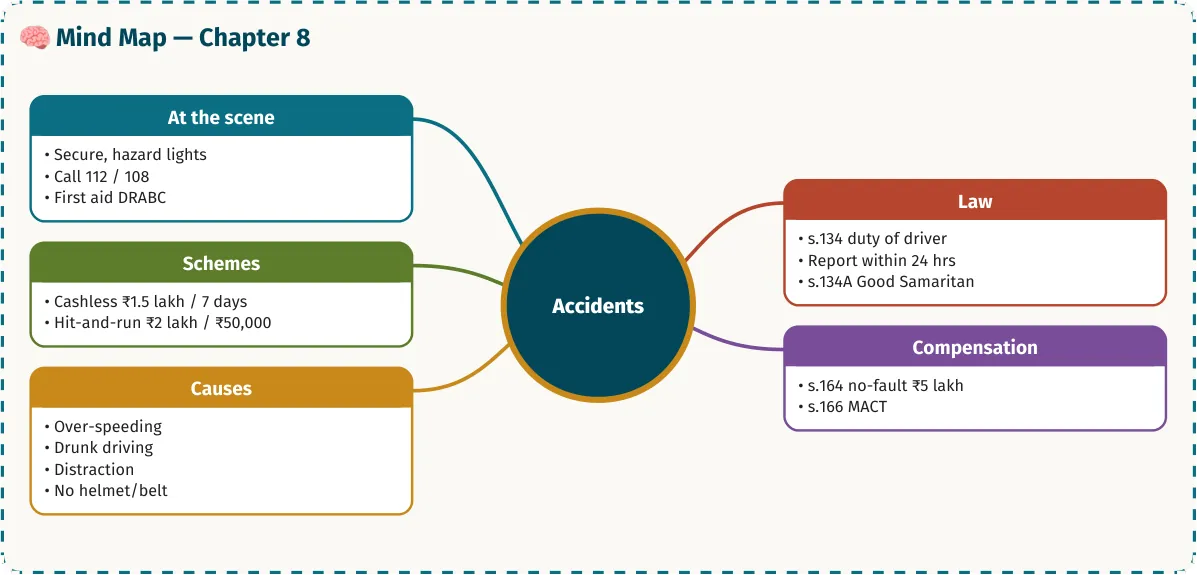 🧠 Mind Map — Chapter 8
At the scene
• Secure, hazard lights
• Call 112 / 108
• First aid DRABC
Schemes
• Cashless ₹1.5 lakh / 7 days
• Hit-and-run ₹2 lakh / ₹50,000
Causes
• Over-speeding
• Drunk driving
• Distraction
• No helmet/belt
Accidents
Law
• s.134 duty of driver
• Report within 24 hrs
• s.134A Good Samaritan
Compensation
• s.164 no-fault ₹5 lakh
• s.166 MACT